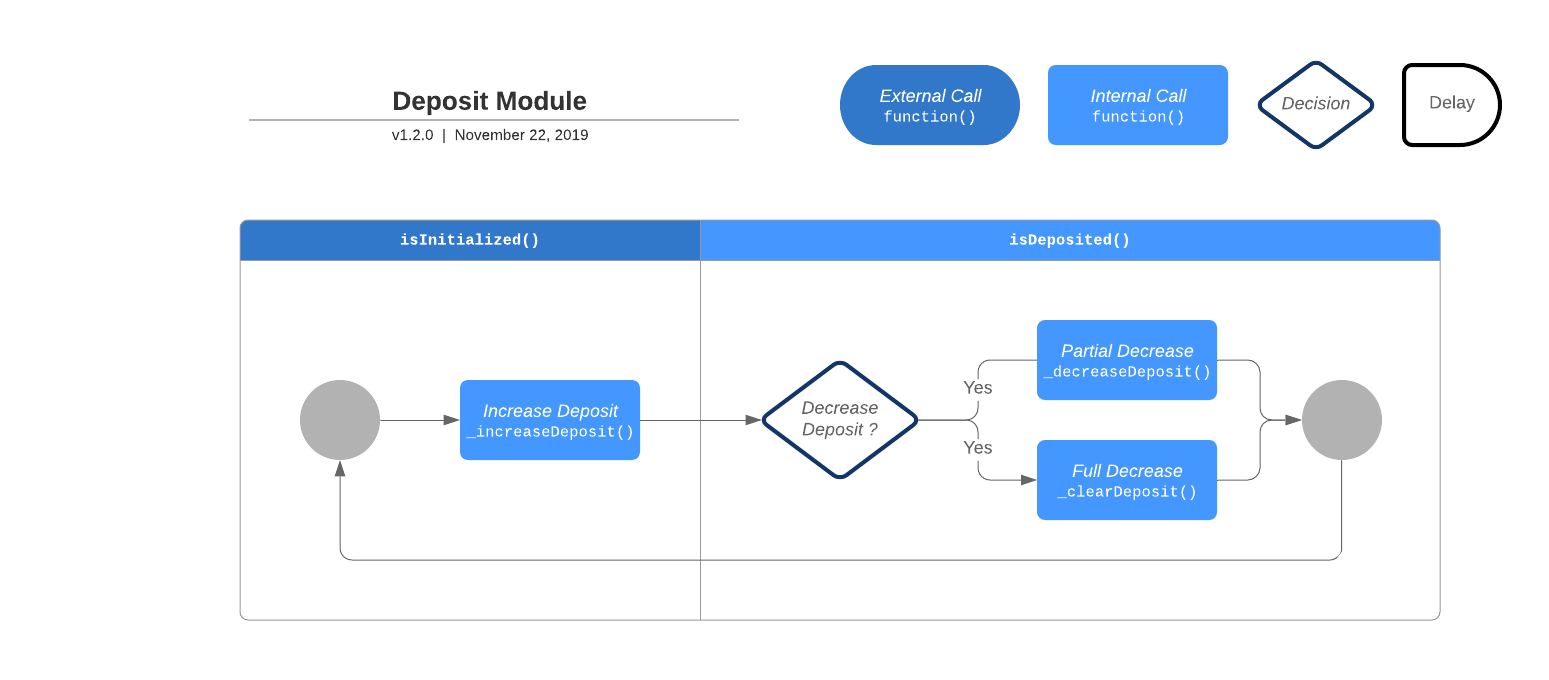 Deposit Module
v1.2.0 | November 22, 2019
External Call
function()
Internal Call
function()
Decision
Delay
isInitialized()
isDeposited()
Increase Deposit
_increaseDeposit()
Decrease
Deposit ?
Yes
Yes
Partial Decrease
_decreaseDeposit()
Full Decrease
_clearDeposit()